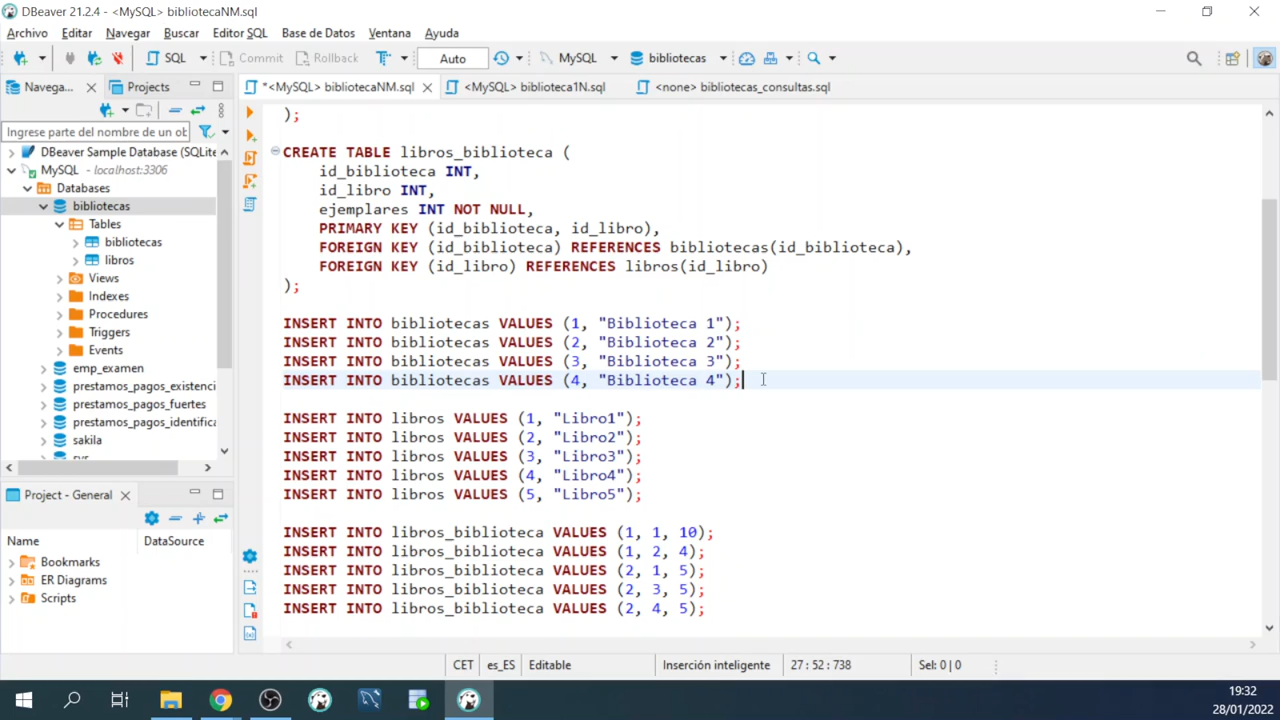 DBeaver 21.2.4 - <MySQL> bibliotecaNM.sql
Archivo Editar Navegar Buscar Editor SQL Base de Datos Ventana Ayuda
SQL Commit Rollback Auto MySQL bibliotecas
Navega... Projects *<MySQL> bibliotecaNM.sql <MySQL> biblioteca1N.sql <none> bibliotecas_consultas.sql
Ingrese parte del nombre de un ob
DBeaver Sample Database (SQLite
MySQL - localhost:3306
Databases
bibliotecas
Tables
bibliotecas
libros
Views
Indexes
Procedures
Triggers
Events
emp_examen
prestamos_pagos_existenci
prestamos_pagos_fuertes
prestamos_pagos_identifica
sakila
sys
Project - General
Name DataSource
Bookmarks
ER Diagrams
Scripts
);
CREATE TABLE libros_biblioteca (
id_biblioteca INT,
id_libro INT,
ejemplares INT NOT NULL,
PRIMARY KEY (id_biblioteca, id_libro),
FOREIGN KEY (id_biblioteca) REFERENCES bibliotecas(id_biblioteca),
FOREIGN KEY (id_libro) REFERENCES libros(id_libro)
);
INSERT INTO bibliotecas VALUES (1, "Biblioteca 1");
INSERT INTO bibliotecas VALUES (2, "Biblioteca 2");
INSERT INTO bibliotecas VALUES (3, "Biblioteca 3");
INSERT INTO bibliotecas VALUES (4, "Biblioteca 4");
INSERT INTO libros VALUES (1, "Libro1");
INSERT INTO libros VALUES (2, "Libro2");
INSERT INTO libros VALUES (3, "Libro3");
INSERT INTO libros VALUES (4, "Libro4");
INSERT INTO libros VALUES (5, "Libro5");
INSERT INTO libros_biblioteca VALUES (1, 1, 10);
INSERT INTO libros_biblioteca VALUES (1, 2, 4);
INSERT INTO libros_biblioteca VALUES (2, 1, 5);
INSERT INTO libros_biblioteca VALUES (2, 3, 5);
INSERT INTO libros_biblioteca VALUES (2, 4, 5);
CET es_ES Editable Inserción inteligente 27 : 52 : 738 Sel: 0 | 0
19:32
28/01/2022